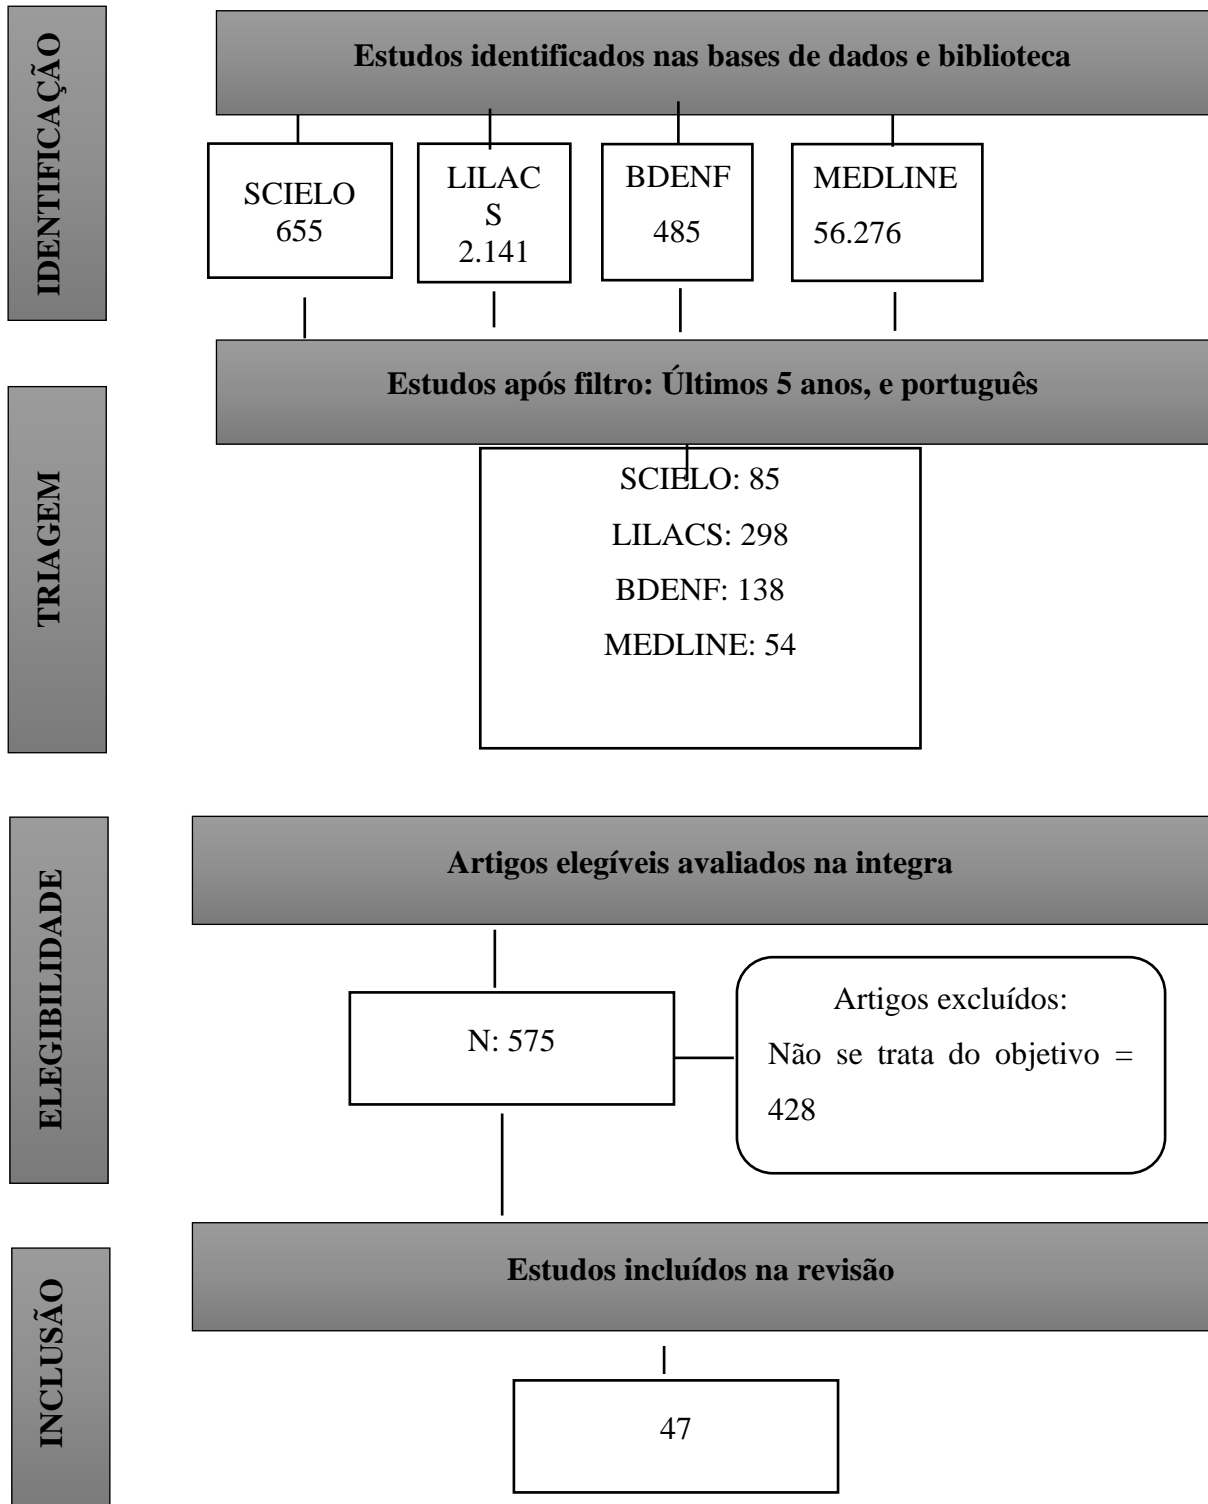 IDENTIFICAÇÃO
Estudos identificados nas bases de dados e biblioteca
SCIELO
655
LILAC
S
2.141
BDENF
485
MEDLINE
56.276
TRIAGEM
Estudos após filtro: Últimos 5 anos, e português
SCIELO: 85
LILACS: 298
BDENF: 138
MEDLINE: 54
ELEGIBILIDADE
Artigos elegíveis avaliados na integra
N: 575
Artigos excluídos:
Não se trata do objetivo =
428
INCLUSÃO
Estudos incluídos na revisão
47